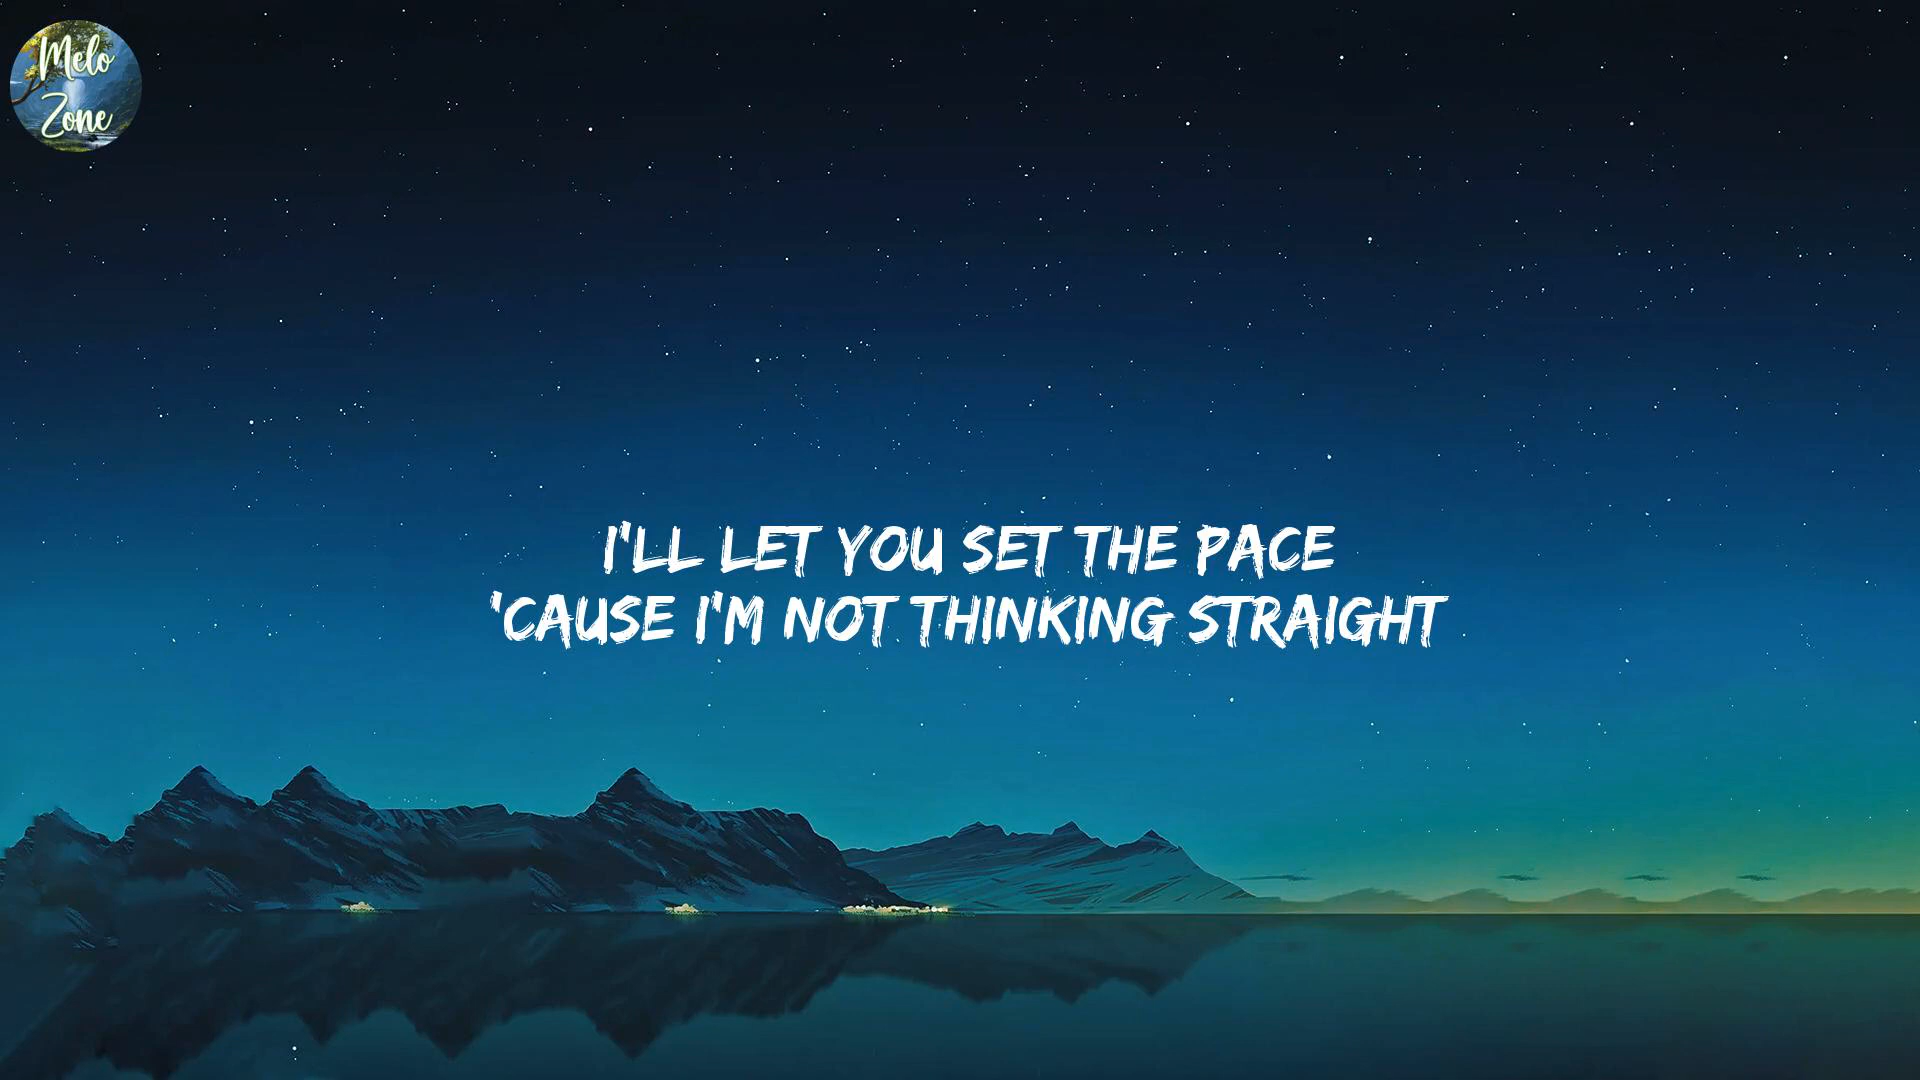 Melo
Zone
I'LL LET YOU SET THE PACE
'CAUSE I'M NOT THINKING STRAIGHT